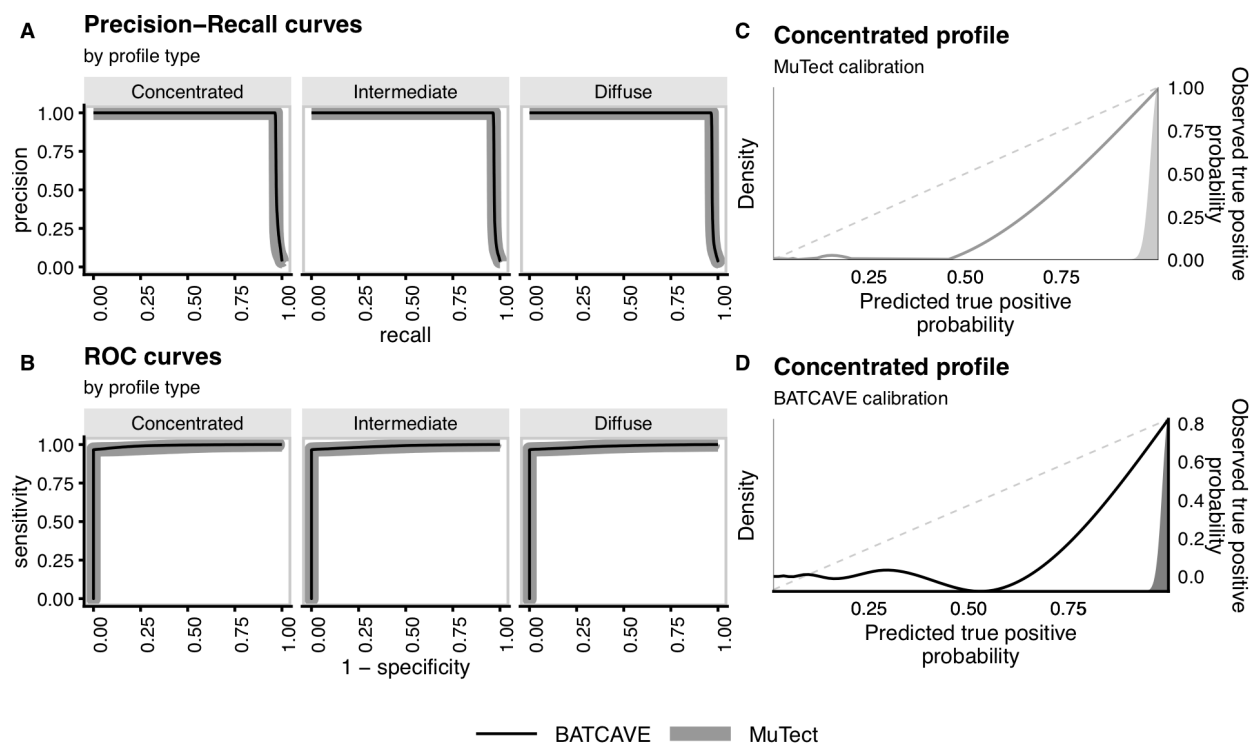 A
Precision−Recall curves
by profile type
Concentrated
Intermediate
Diffuse
1.00
0.75
0.50
0.25
0.00
precision
0.00
0.25
0.50
0.75
1.00
0.00
0.25
0.50
0.75
1.00
0.00
0.25
0.50
0.75
1.00
recall
B
ROC curves
by profile type
Concentrated
Intermediate
Diffuse
1.00
0.75
0.50
0.25
0.00
sensitivity
0.00
0.25
0.50
0.75
1.00
0.00
0.25
0.50
0.75
1.00
0.00
0.25
0.50
0.75
1.00
1 − specificity
C
Concentrated profile
MuTect calibration
Density
1.00
0.75
0.50
0.25
0.00
Observed true positive
probability
0.25
0.50
0.75
Predicted true positive
probability
D
Concentrated profile
BATCAVE calibration
Density
0.8
0.6
0.4
0.2
0.0
Observed true positive
probability
0.25
0.50
0.75
Predicted true positive
probability
BATCAVE
MuTect